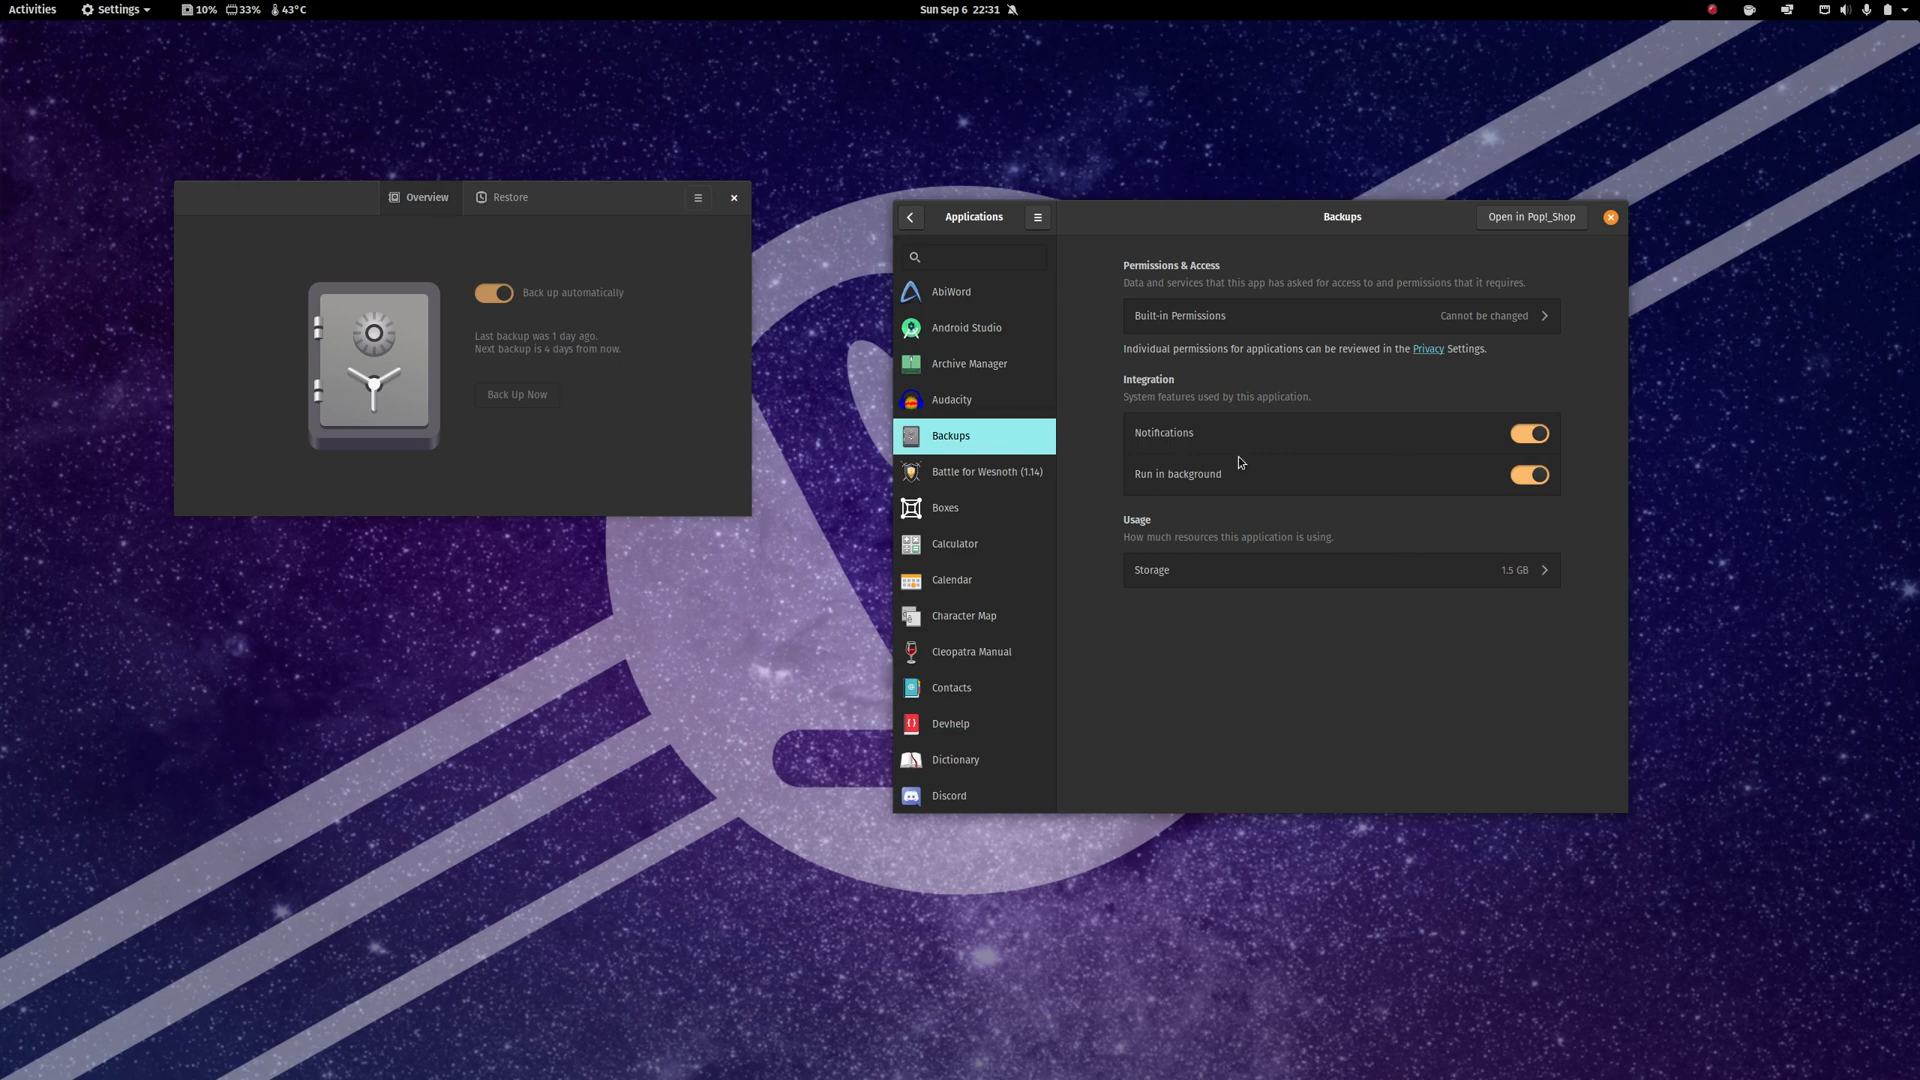 Activities
Settings
10%
33%
43°C
Sun Sep 6 22:31
Overview
Restore
Back up automatically
Last backup was 1 day ago.
Next backup is 4 days from now.
Back Up Now
Applications
Backups
Open in Pop!_Shop
AbiWord
Android Studio
Archive Manager
Audacity
Backups
Battle for Wesnoth (1.14)
Boxes
Calculator
Calendar
Character Map
Cleopatra Manual
Contacts
Devhelp
Dictionary
Discord
Permissions & Access
Data and services that this app has asked for access to and permissions that it requires.
Built-in Permissions
Cannot be changed
Individual permissions for applications can be reviewed in the Privacy Settings.
Integration
System features used by this application.
Notifications
Run in background
Usage
How much resources this application is using.
Storage
1.5 GB